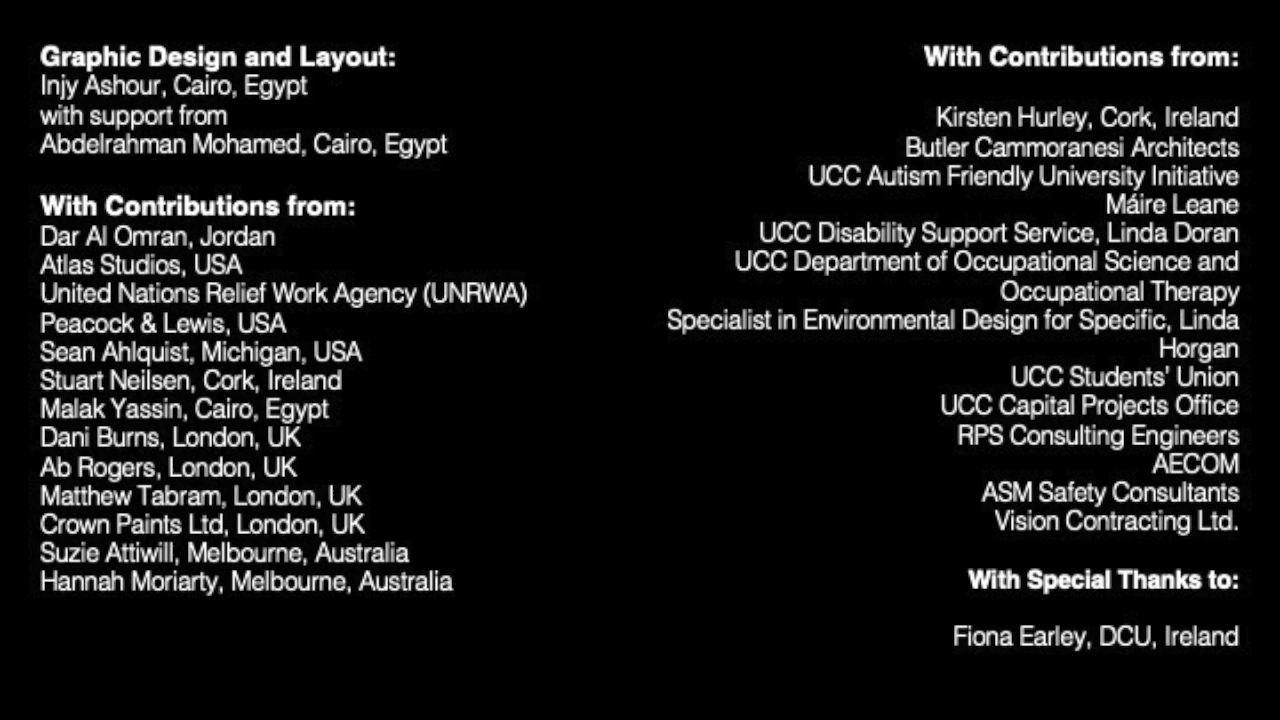 Graphic Design and Layout:
Injy Ashour, Cairo, Egypt
with support from
Abdelrahman Mohamed, Cairo, Egypt
With Contributions from:
Dar Al Omran, Jordan
Atlas Studios, USA
United Nations Relief Work Agency (UNRWA)
Peacock & Lewis, USA
Sean Ahlquist, Michigan, USA
Stuart Neilsen, Cork, Ireland
Malak Yassin, Cairo, Egypt
Dani Burns, London, UK
Ab Rogers, London, UK
Matthew Tabram, London, UK
Crown Paints Ltd, London, UK
Suzie Attiwill, Melbourne, Australia
Hannah Moriarty, Melbourne, Australia
With Contributions from:
Kirsten Hurley, Cork, Ireland
Butler Cammoranesi Architects
UCC Autism Friendly University Initiative
Máire Leane
UCC Disability Support Service, Linda Doran
UCC Department of Occupational Science and
Occupational Therapy
Specialist in Environmental Design for Specific, Linda
Horgan
UCC Students' Union
UCC Capital Projects Office
RPS Consulting Engineers
AECOM
ASM Safety Consultants
Vision Contracting Ltd.
With Special Thanks to:
Fiona Earley, DCU, Ireland